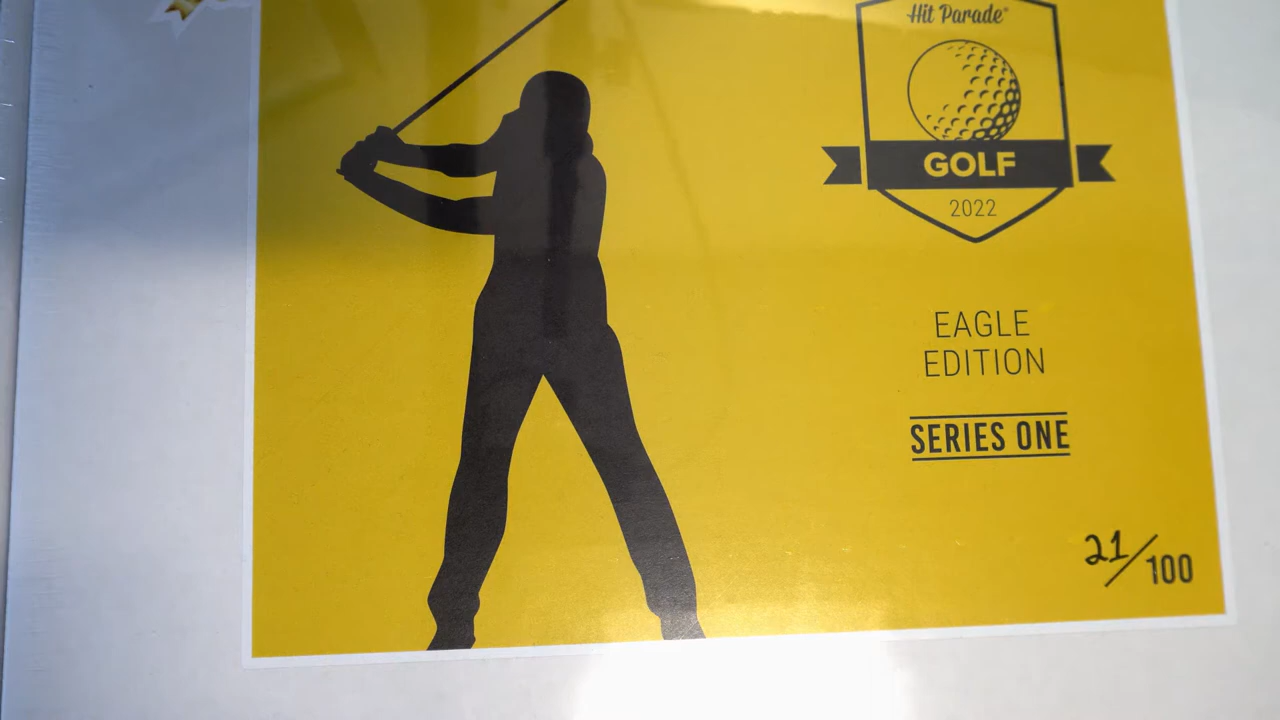 Hit Parade®
GOLF
2022
EAGLE
EDITION
SERIES ONE
21/100